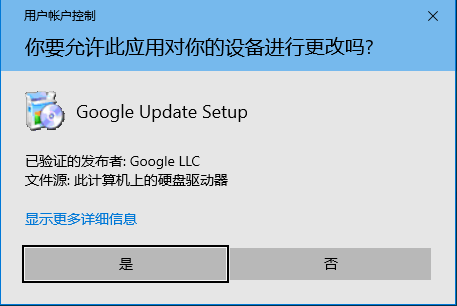 用户帐户控制
你要允许此应用对你的设备进行更改吗?
Google Update Setup
已验证的发布者: Google LLC
文件源: 此计算机上的硬盘驱动器
显示更多详细信息
是
否